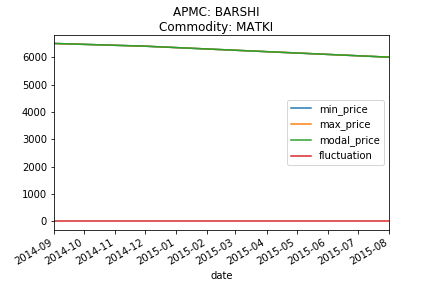 APMC: BARSHI
Commodity: MATKI
6000
5000
4000
3000
2000
1000
0
min_price
max_price
modal_price
fluctuation
2014-09
2014-10
2014-11
2014-12
2015-01
2015-02
2015-03
2015-04
2015-05
2015-06
2015-07
2015-08
date